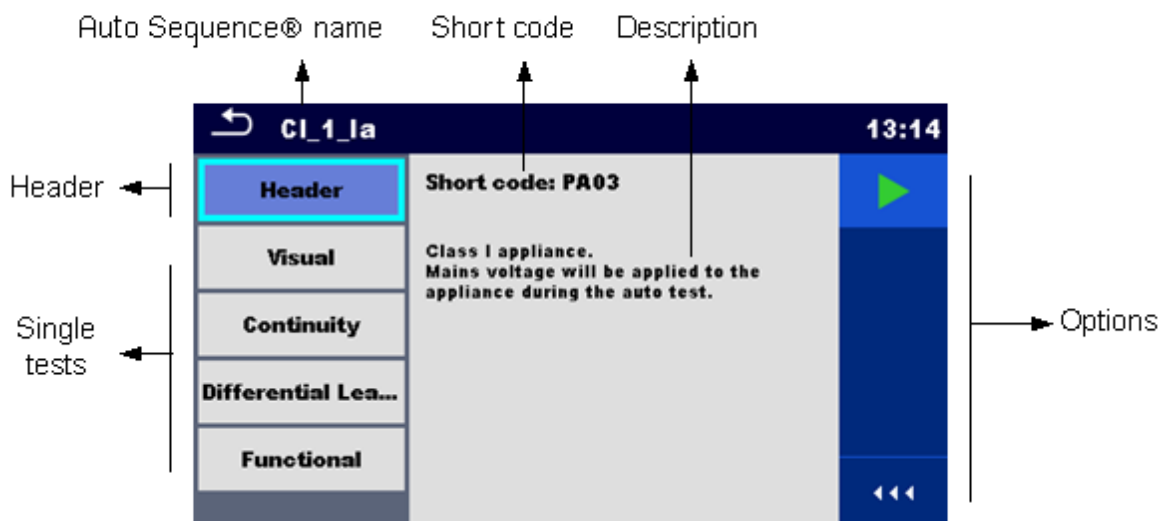 Auto Sequence® name Short code Description
Cl_1_Ia 13:14
Header
Header
Short code: PA03
Visual
Class I appliance.
Mains voltage will be applied to the
appliance during the auto test.
Single
tests
Continuity
Options
Differential Lea...
Functional